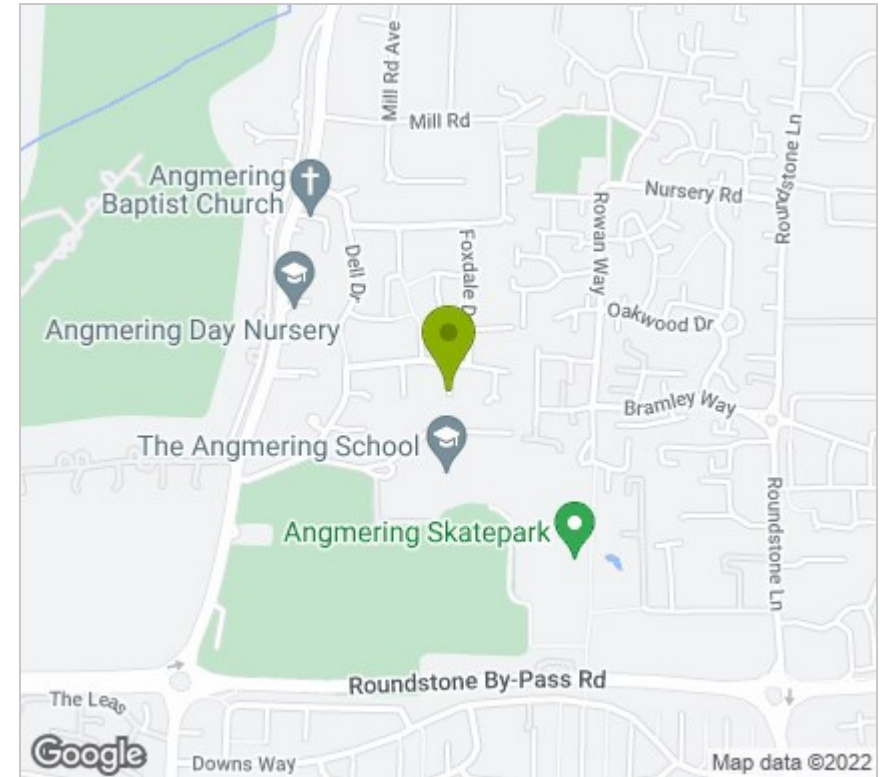 Mill Rd Ave
Mill Rd
Angmering
Baptist Church
Nursery Rd
Roundstone Ln
Rowan Way
Foxdale D
Dell Dr
Angmering Day Nursery
Oakwood Dr
Bramley Way
The Angmering School
Angmering Skatepark
Roundstone Ln
Roundstone By-Pass Rd
The Leas
Downs Way
Google
Map data ©2022